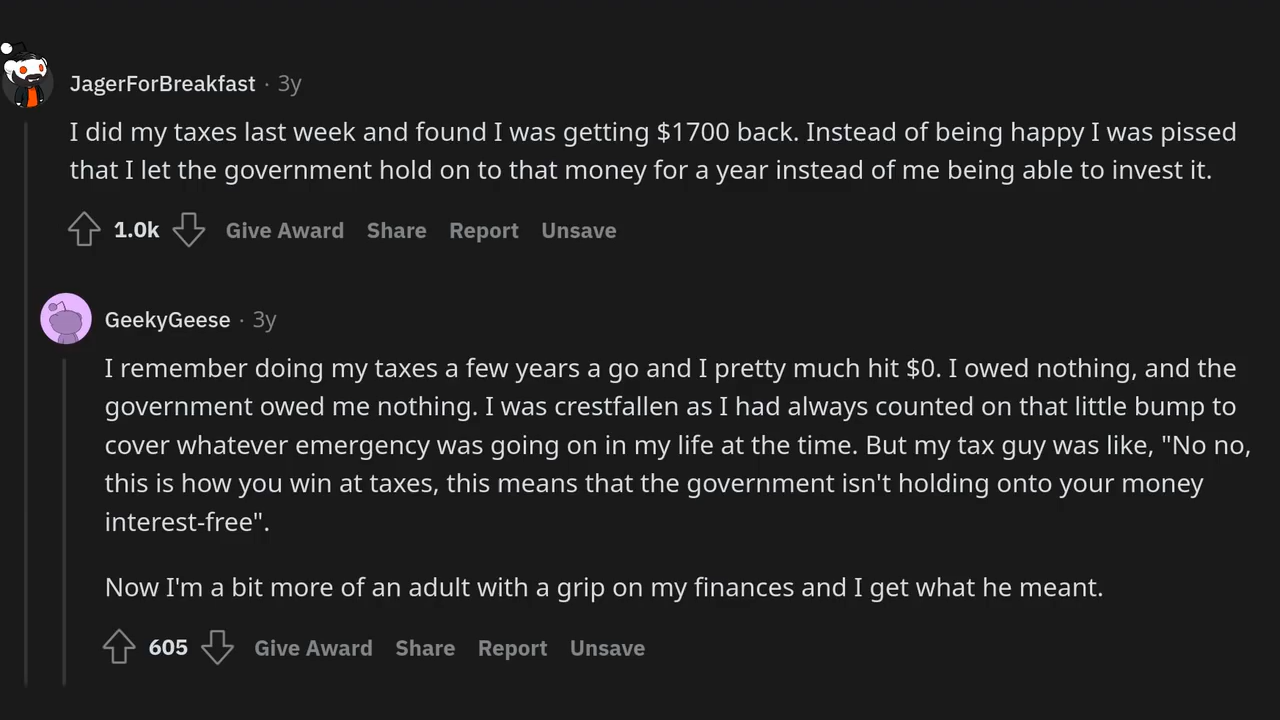 JagerForBreakfast · 3y
I did my taxes last week and found I was getting $1700 back. Instead of being happy I was pissed
that I let the government hold on to that money for a year instead of me being able to invest it.
1.0k Give Award Share Report Unsave
GeekyGeese · 3y
I remember doing my taxes a few years a go and I pretty much hit $0. I owed nothing, and the
government owed me nothing. I was crestfallen as I had always counted on that little bump to
cover whatever emergency was going on in my life at the time. But my tax guy was like, "No no,
this is how you win at taxes, this means that the government isn't holding onto your money
interest-free".
Now I'm a bit more of an adult with a grip on my finances and I get what he meant.
605 Give Award Share Report Unsave